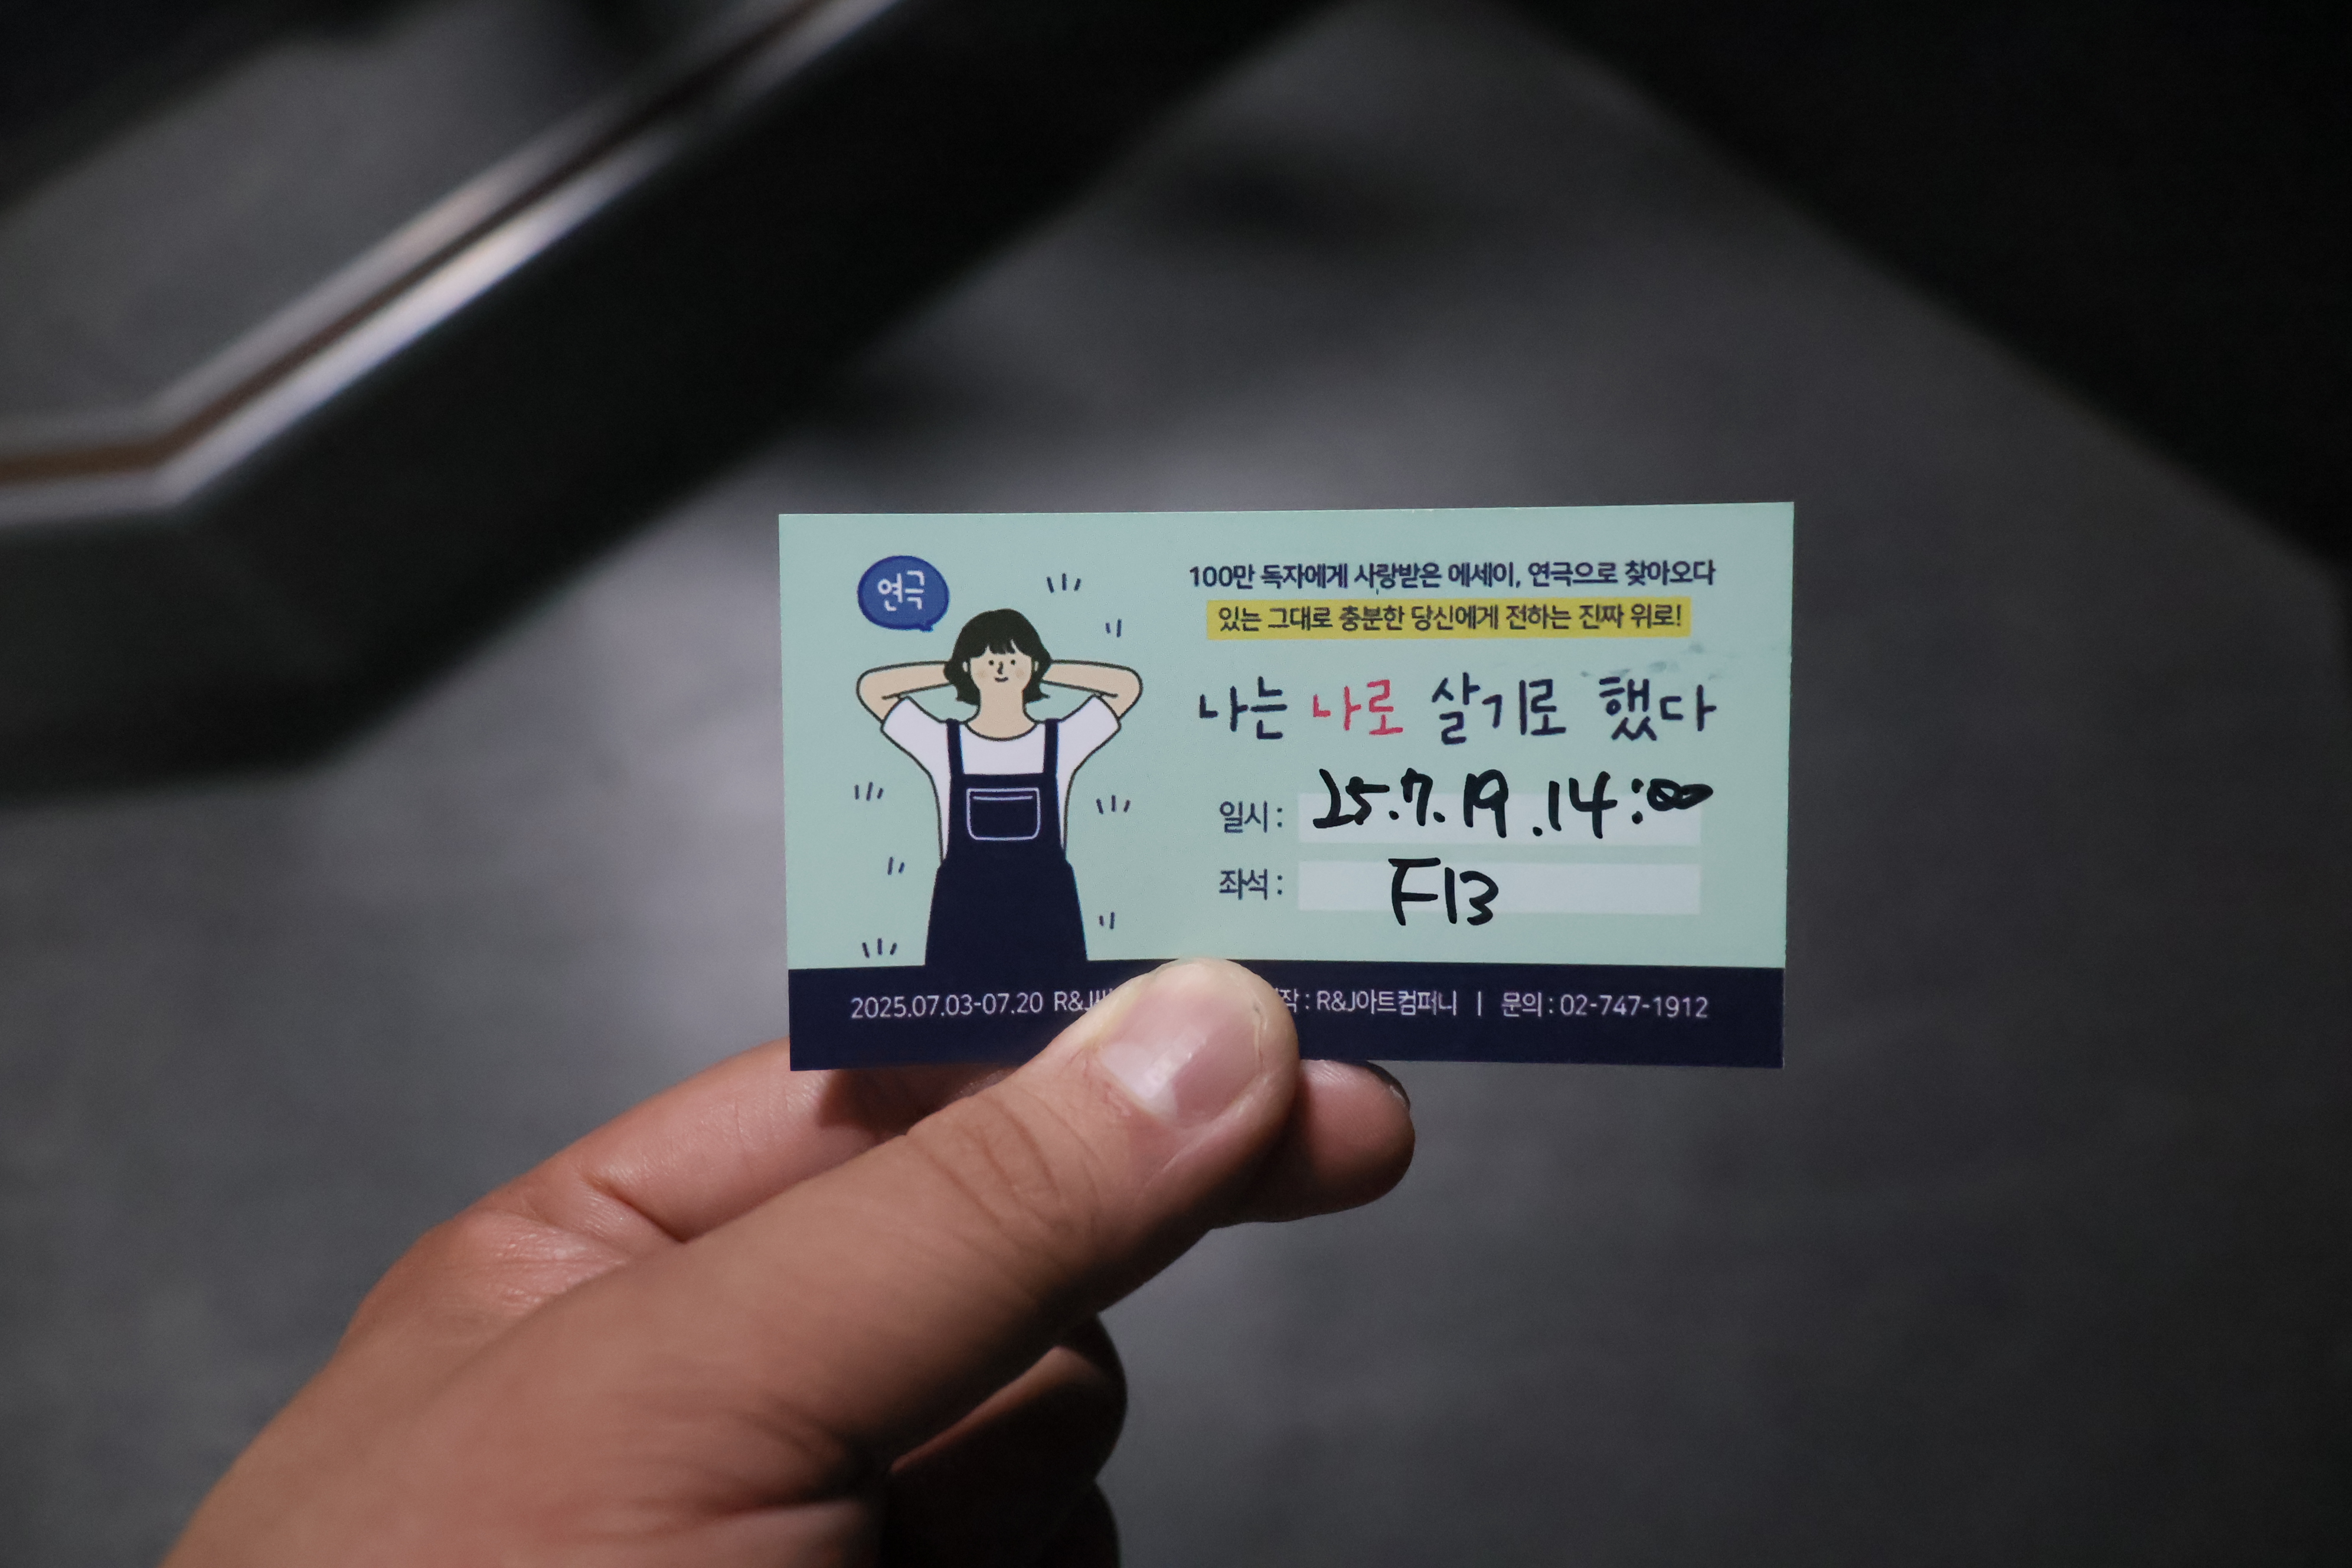 연극
100만 독자에게 사랑받은 에세이, 연극으로 찾아오다
있는 그대로 충분한 당신에게 전하는 진짜 위로!
나는 나로 살기로 했다
일시 : 25.7.19.14:00
좌석 : F13
2025.07.03-07.20 : R&J아트컴퍼니 | 문의 : 02-747-1912